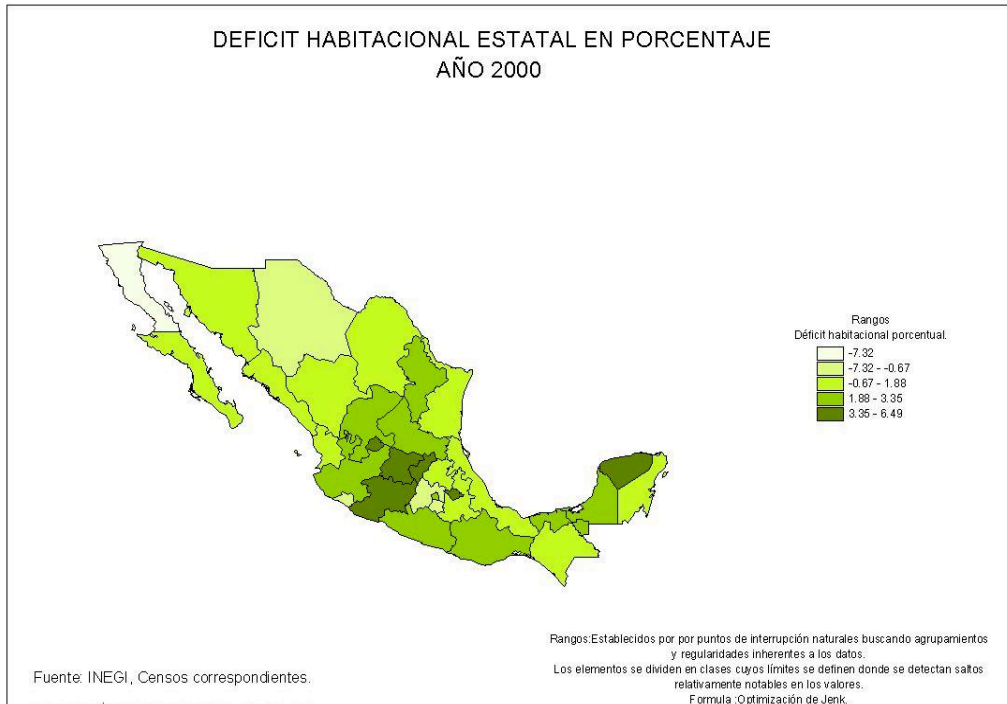 DEFICIT HABITACIONAL ESTATAL EN PORCENTAJE
AÑO 2000
Rangos
Déficit habitacional porcentual.
-7.32
-7.32 - -0.67
-0.67 - 1.88
1.88 - 3.35
3.35 - 6.49
Rangos:Establecidos por por puntos de interrupción naturales buscando agrupamientos
y regularidades inherentes a los datos.
Los elementos se dividen en clases cuyos límites se definen donde se detectan saltos
relativamente notables en los valores.
Formula :Optimización de Jenk.
Fuente: INEGI, Censos correspondientes.